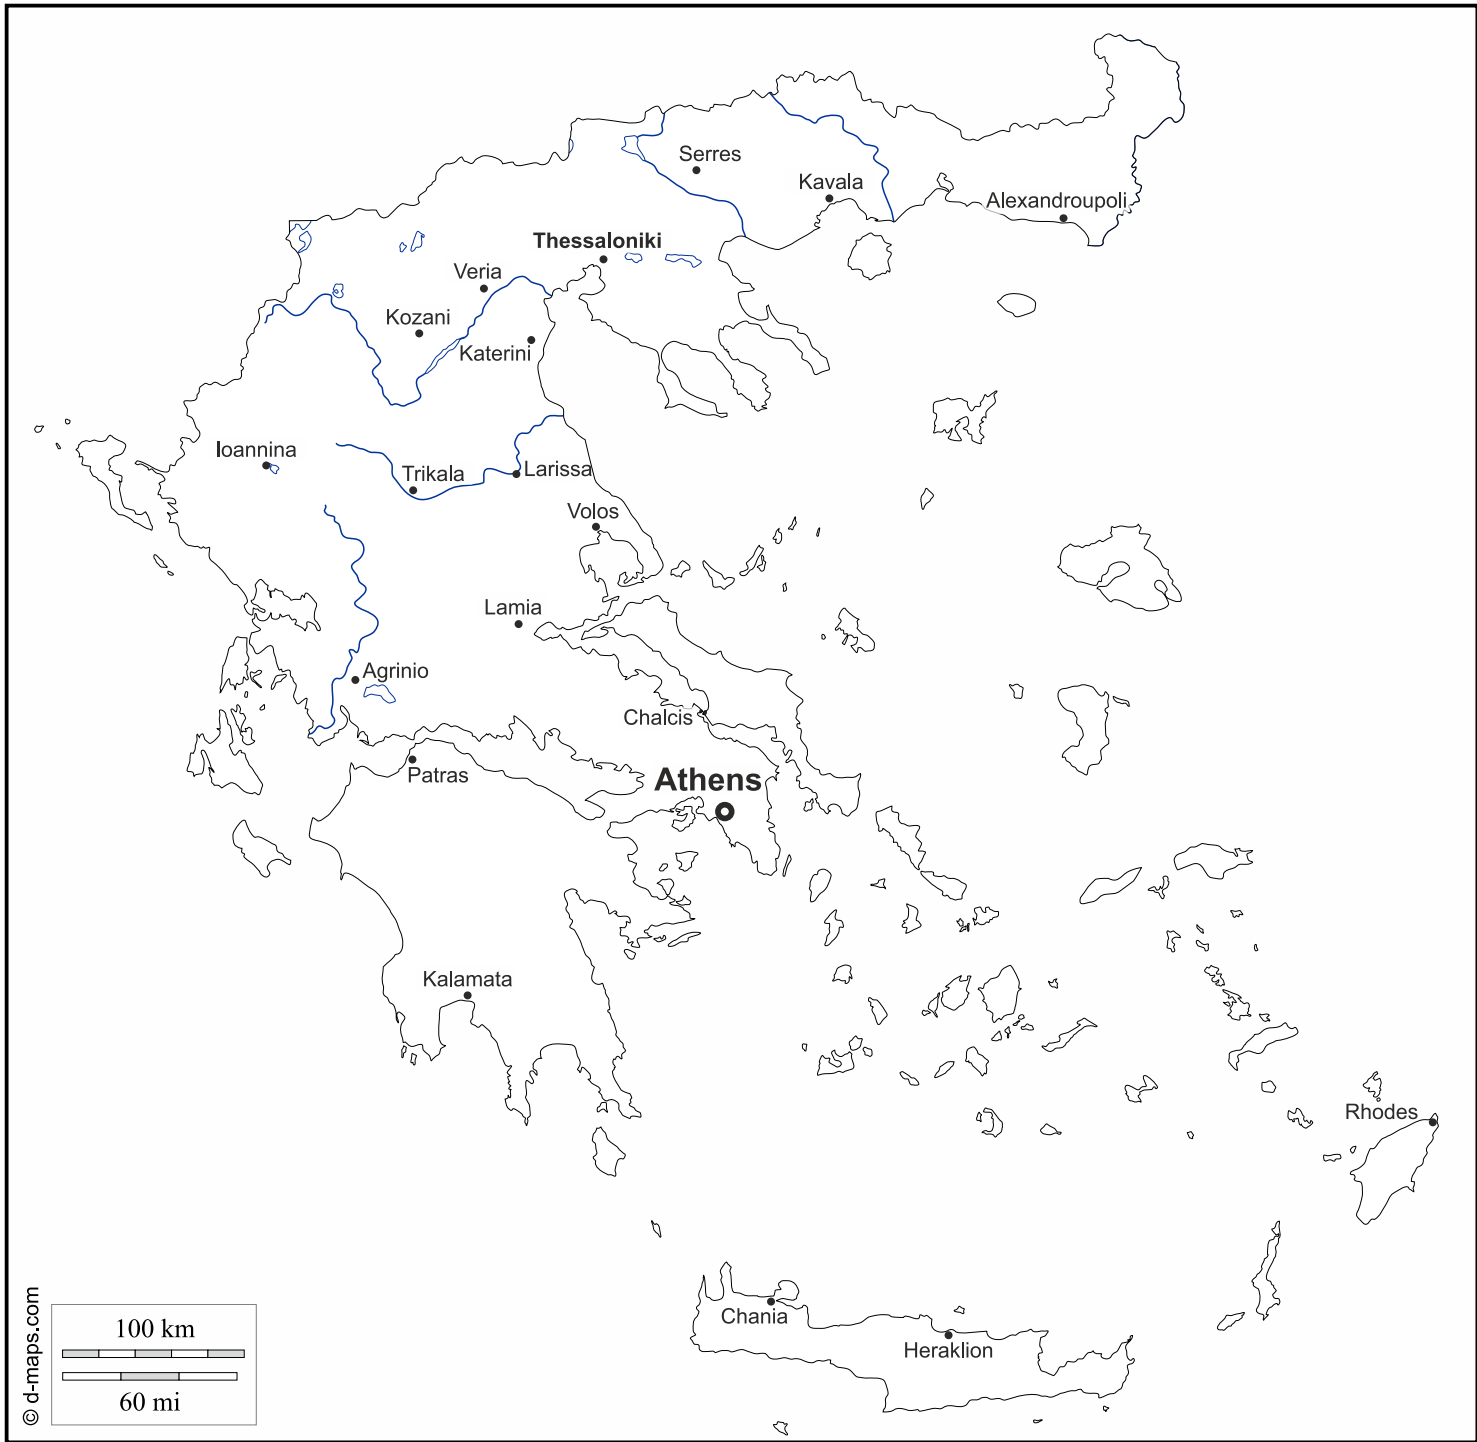 Serres
Kavala
Alexandroupoli
Thessaloniki
Veria
Kozani
Katerini
Ioannina
Trikala
Larissa
Volos
Lamia
Agrinio
Chalcis
Patras
Athens
Kalamata
Rhodes
Chania
Heraklion
© d-maps.com
100 km
60 mi